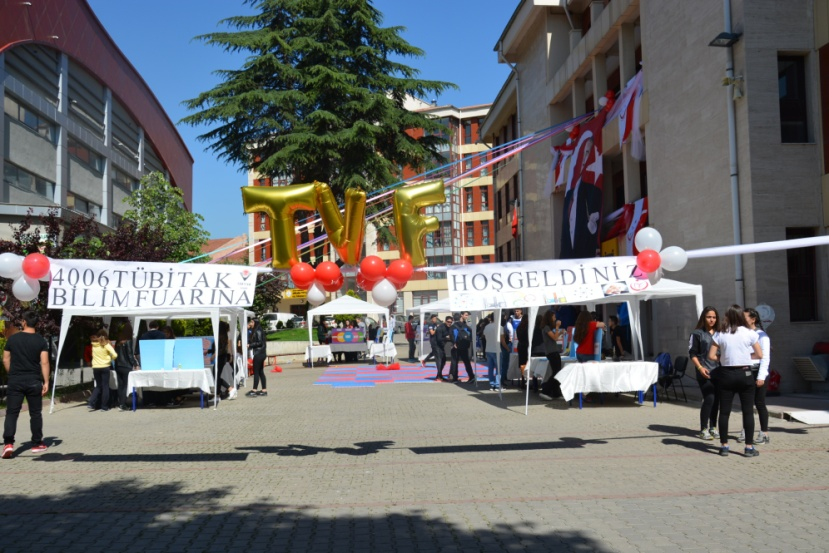 TVF
4006 TÜBİTAK
BİLİM FUARINA
HOŞGELDİNİZ